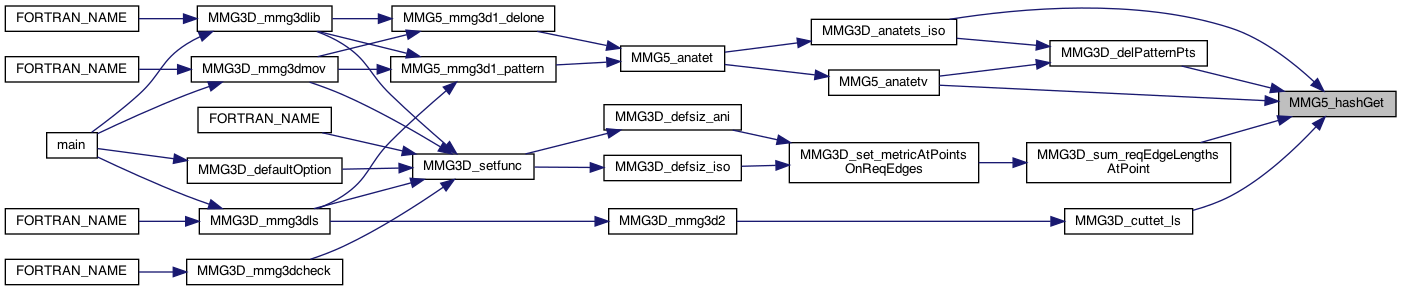 FORTRAN_NAME
MMG3D_mmg3dlib
MMG5_mmg3d1_delone
MMG3D_anatets_iso
MMG5_anatet
MMG3D_delPatternPts
FORTRAN_NAME
MMG3D_mmg3dmov
MMG5_mmg3d1_pattern
MMG5_anatetv
MMG5_hashGet
FORTRAN_NAME
MMG3D_defsiz_ani
main
MMG3D_defaultOption
MMG3D_setfunc
MMG3D_defsiz_iso
MMG3D_set_metricAtPoints
OnReqEdges
MMG3D_sum_reqEdgeLengths
AtPoint
FORTRAN_NAME
MMG3D_mmg3dls
MMG3D_mmg3d2
MMG3D_cuttet_ls
FORTRAN_NAME
MMG3D_mmg3dcheck